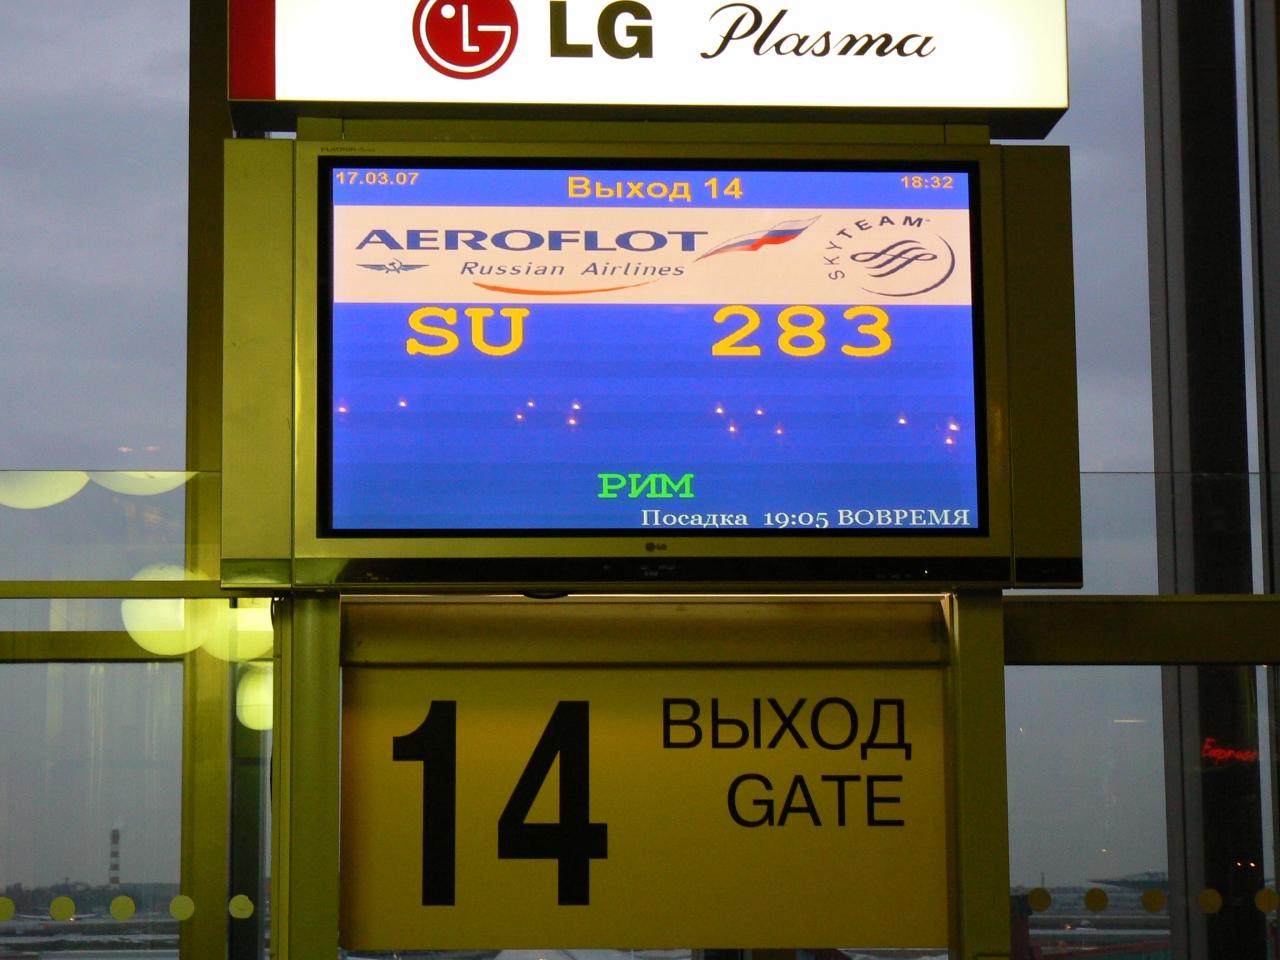 LG Plasma
17.03.07 Выход 14 18:32
AEROFLOT
Russian Airlines
SKYTEAM
SU 283
РИМ
Посадка 19:05 ВОВРЕМЯ
LG
14 ВЫХОД
GATE
Express